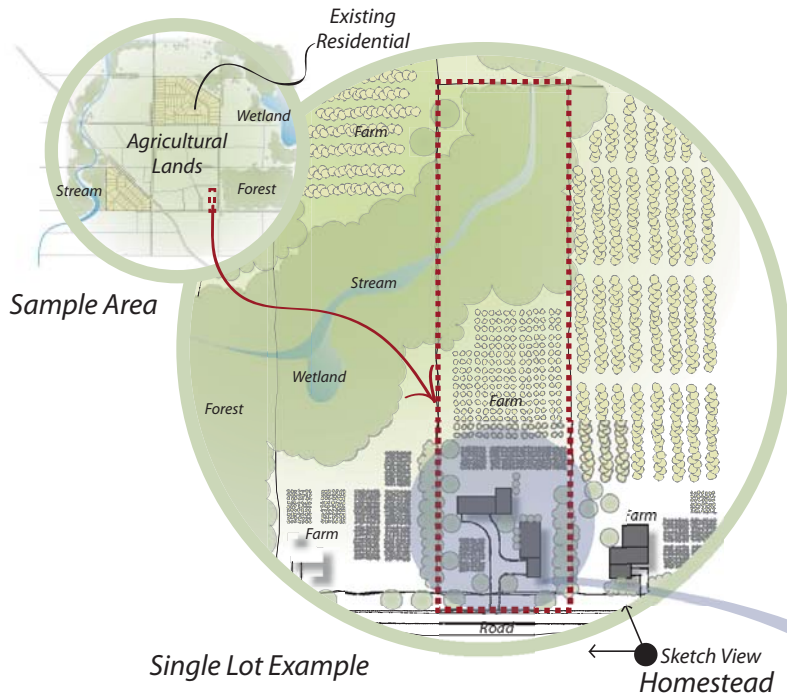 Existing
Residential
Wetland
Agricultural
Lands
Stream
Forest
Sample Area
Farm
Stream
Wetland
Forest
Farm
Farm
Farm
Road
Single Lot Example
Sketch View
Homestead